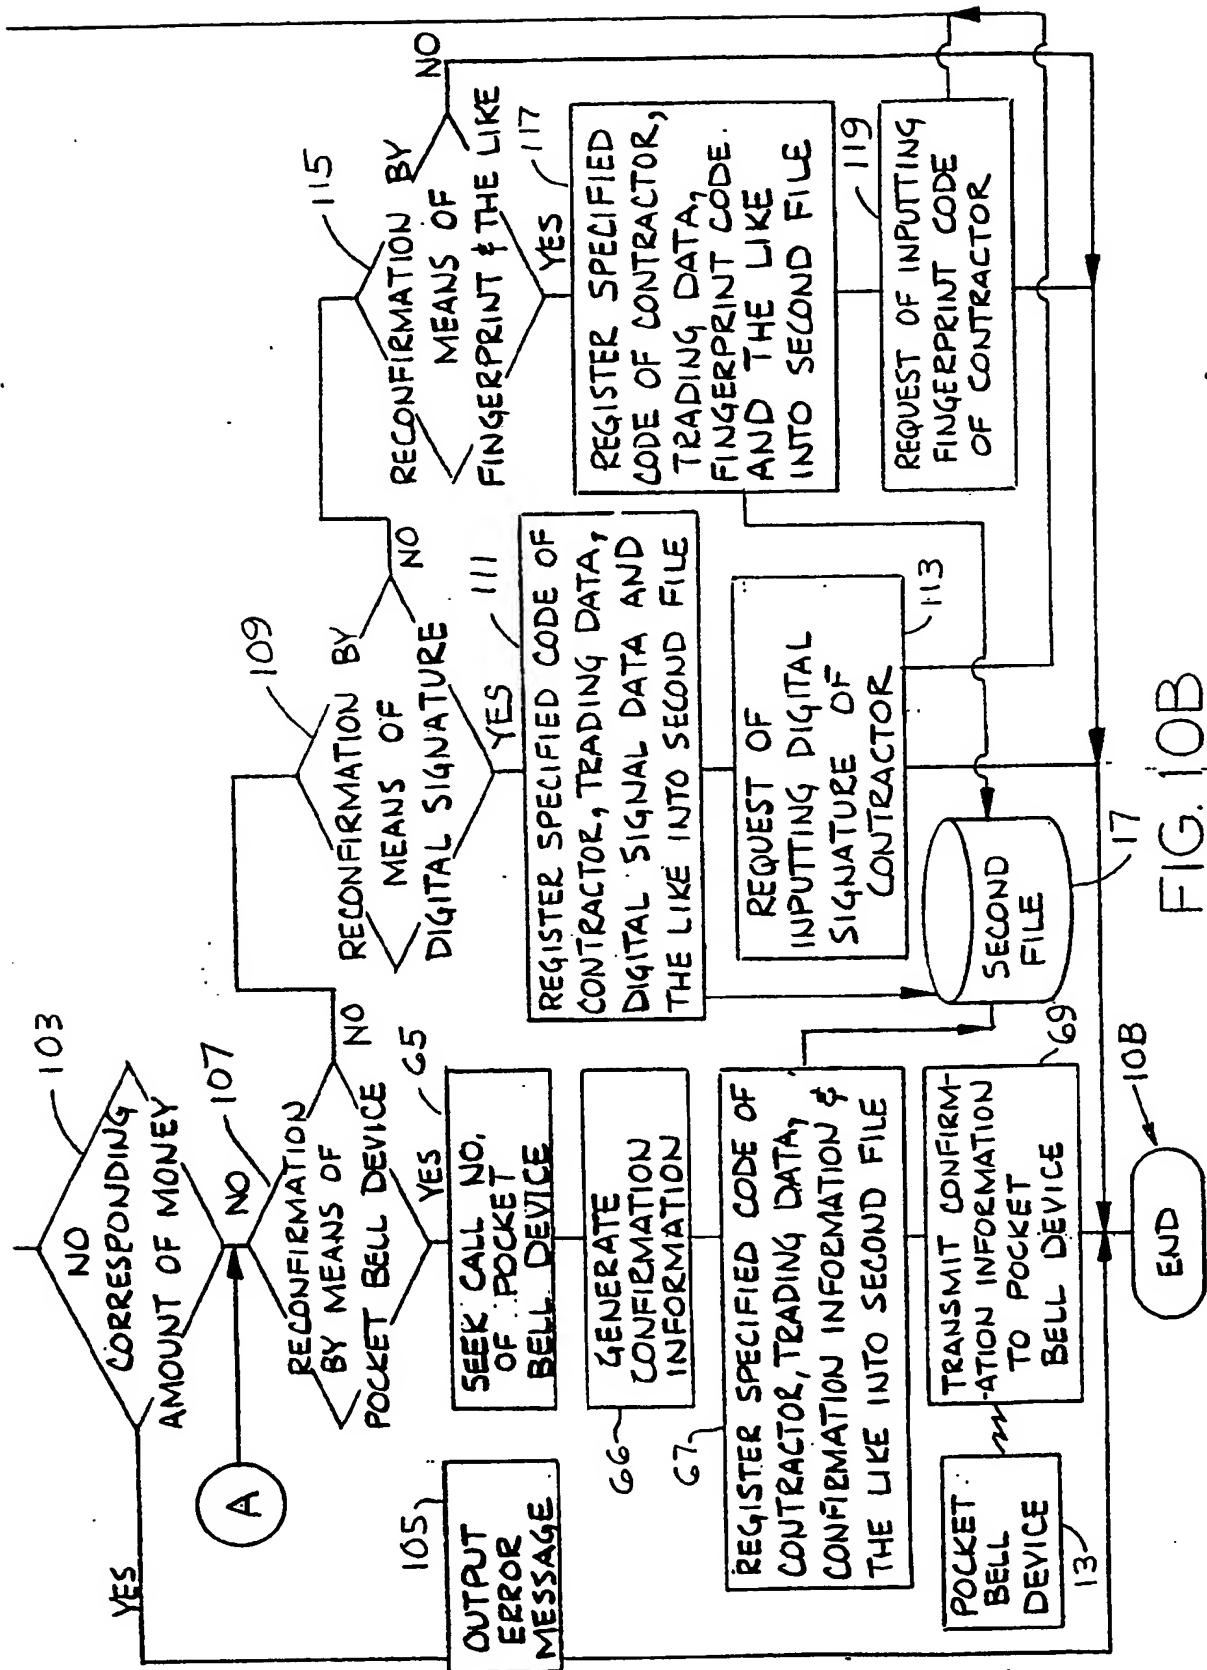 103
NO
CORRESPONDING
AMOUNT OF MONEY
YES
NO
A
107
RECONFIRMATION
BY MEANS OF
POCKET BELL DEVICE
NO
YES
105
OUTPUT
ERROR
MESSAGE
65
SEEK CALL NO.
OF POCKET
BELL DEVICE
66
GENERATE
CONFIRMATION
INFORMATION
67
REGISTER SPECIFIED CODE OF
CONTRACTOR, TRADING DATA,
CONFIRMATION INFORMATION &
THE LIKE INTO SECOND FILE
69
TRANSMIT CONFIRM-
-ATION INFORMATION
TO POCKET
BELL DEVICE
POCKET
BELL
DEVICE
13
END
10B
109
RECONFIRMATION BY
MEANS OF
DIGITAL SIGNATURE
NO
YES
111
REGISTER SPECIFIED CODE OF
CONTRACTOR, TRADING DATA,
DIGITAL SIGNAL DATA AND
THE LIKE INTO SECOND FILE
REQUEST OF
INPUTTING DIGITAL
SIGNATURE OF
CONTRACTOR
113
SECOND
FILE
17
115
RECONFIRMATION BY
MEANS OF
FINGERPRINT & THE LIKE
NO
YES
117
REGISTER SPECIFIED
CODE OF CONTRACTOR,
TRADING DATA,
FINGERPRINT CODE.
AND THE LIKE
INTO SECOND FILE
119
REQUEST OF INPUTTING
FINGERPRINT CODE
OF CONTRACTOR
FIG. 10B